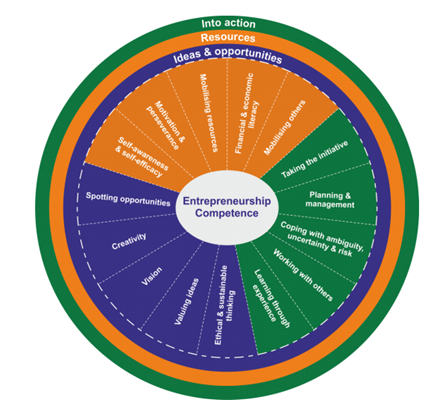 Into action
Resources
Ideas & opportunities
Self-awareness
& self-efficacy
Motivation &
perseverance
Mobilising resources
Financial & economic
literacy
Mobilising others
Taking the initiative
Planning &
management
Coping with ambiguity,
uncertainty & risk
Working with others
Learning through
experience
Ethical & sustainable
thinking
Valuing ideas
Vision
Creativity
Spotting opportunities
Entrepreneurship
Competence